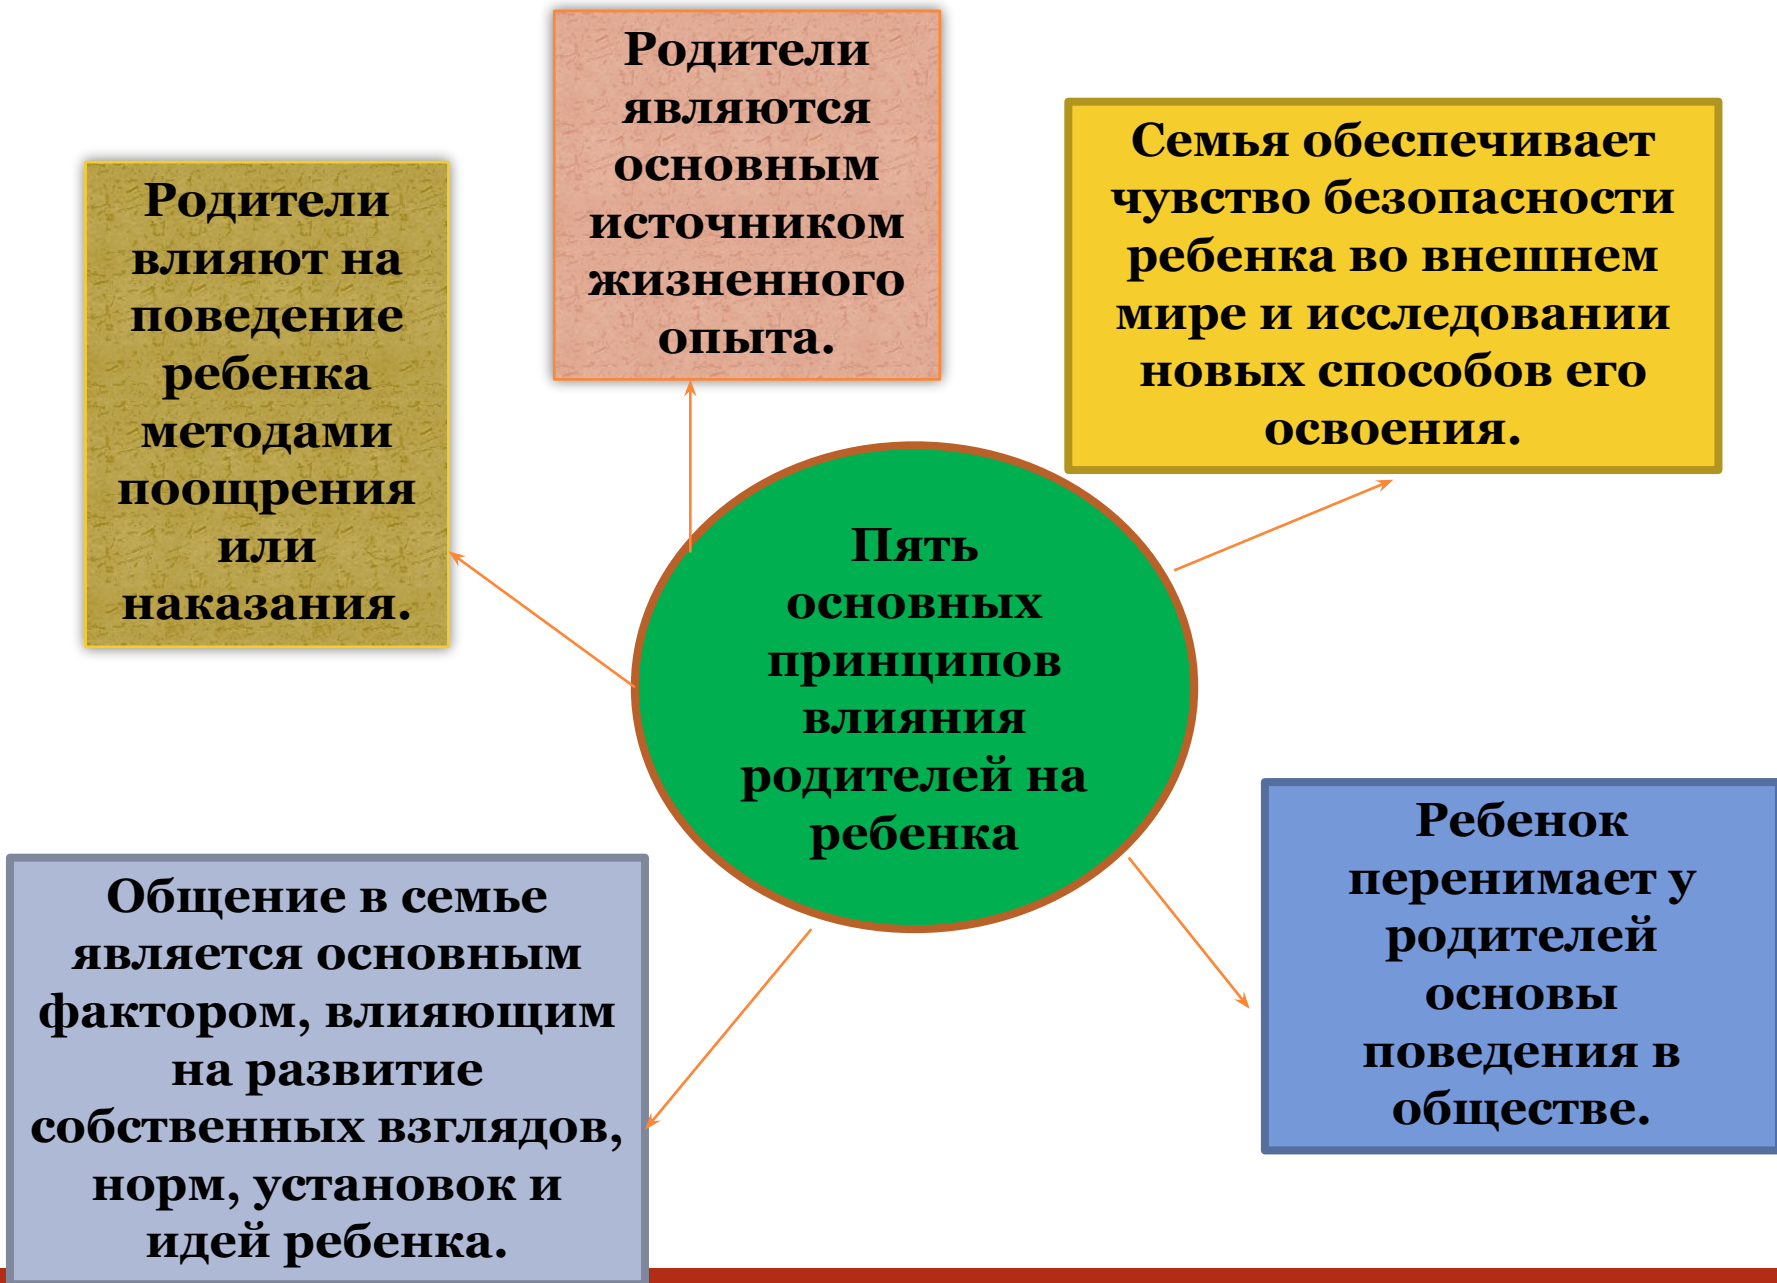 Родители
являются
основным
источником
жизненного
опыта.
Семья обеспечивает
чувство безопасности
ребенка во внешнем
мире и исследовании
новых способов его
освоения.
Родители
влияют на
поведение
ребенка
методами
поощрения
или
наказания.
Пять
основных
принципов
влияния
родителей на
ребенка
Ребенок
перенимает у
родителей
основы
поведения в
обществе.
Общение в семье
является основным
фактором, влияющим
на развитие
собственных взглядов,
норм, установок и
идей ребенка.